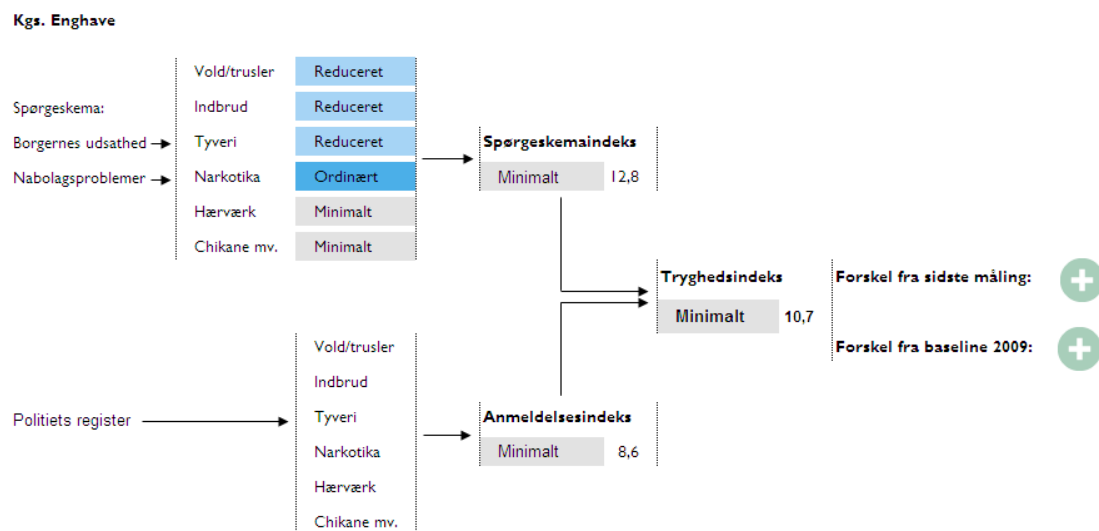 Kgs. Enghave
Spørgeskema:
Borgernes udsathed
Nabolagsproblemer
Vold/trusler Reduceret
Indbrud Reduceret
Tyveri Reduceret
Narkotika Ordinært
Hærværk Minimalt
Chikane mv. Minimalt
Spørgeskemaindeks
Minimalt 12,8
Tryghedsindeks
Minimalt 10,7
Forskel fra sidste måling:
Forskel fra baseline 2009:
Politiets register
Vold/trusler
Indbrud
Tyveri
Narkotika
Hærværk
Chikane mv.
Anmeldelsesindeks
Minimalt 8,6